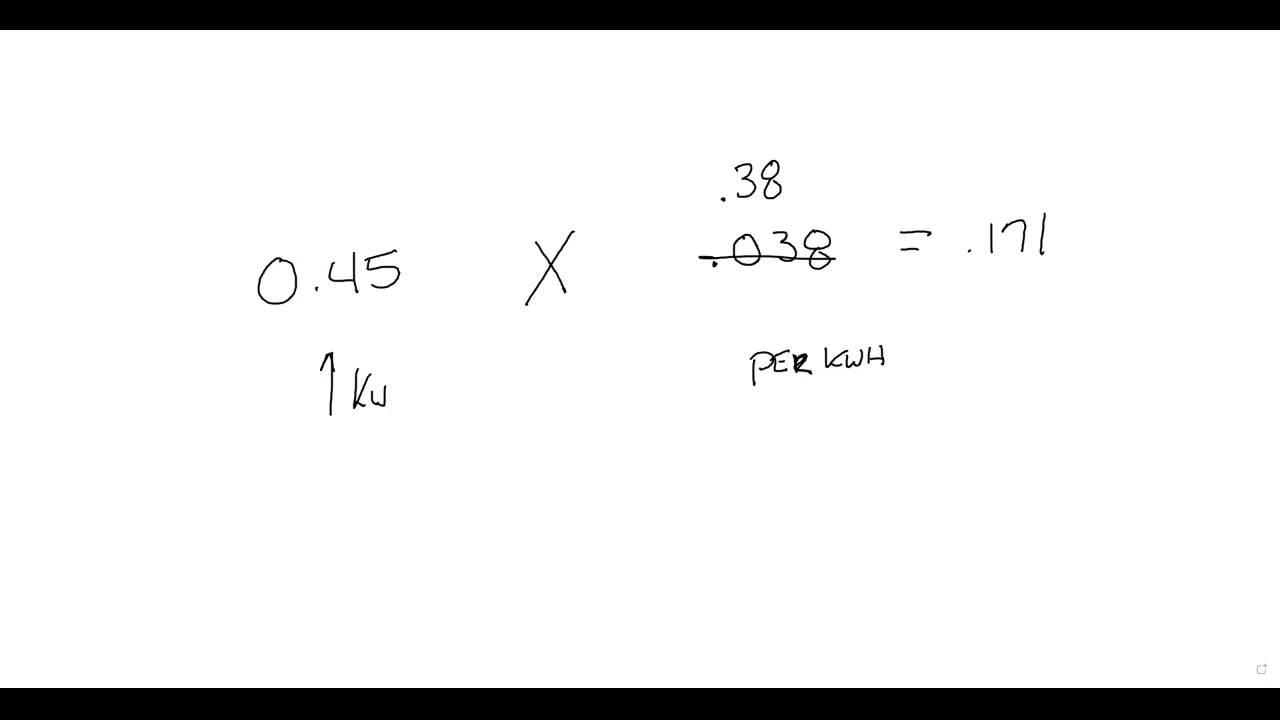 .38
0.45 X .038 = .171
↑ KW PER KWH